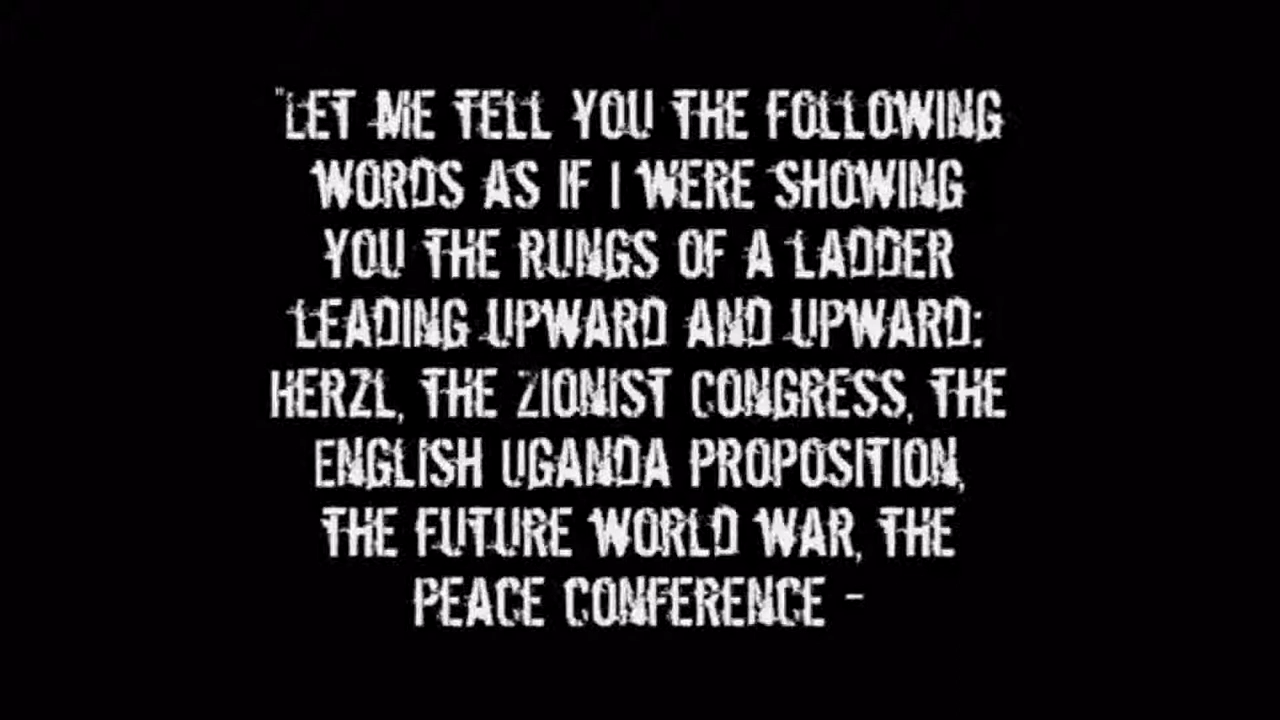 "LET ME TELL YOU THE FOLLOWING
WORDS AS IF I WERE SHOWING
YOU THE RUNGS OF A LADDER
LEADING UPWARD AND UPWARD:
HERZL, THE ZIONIST CONGRESS, THE
ENGLISH UGANDA PROPOSITION,
THE FUTURE WORLD WAR, THE
PEACE CONFERENCE -